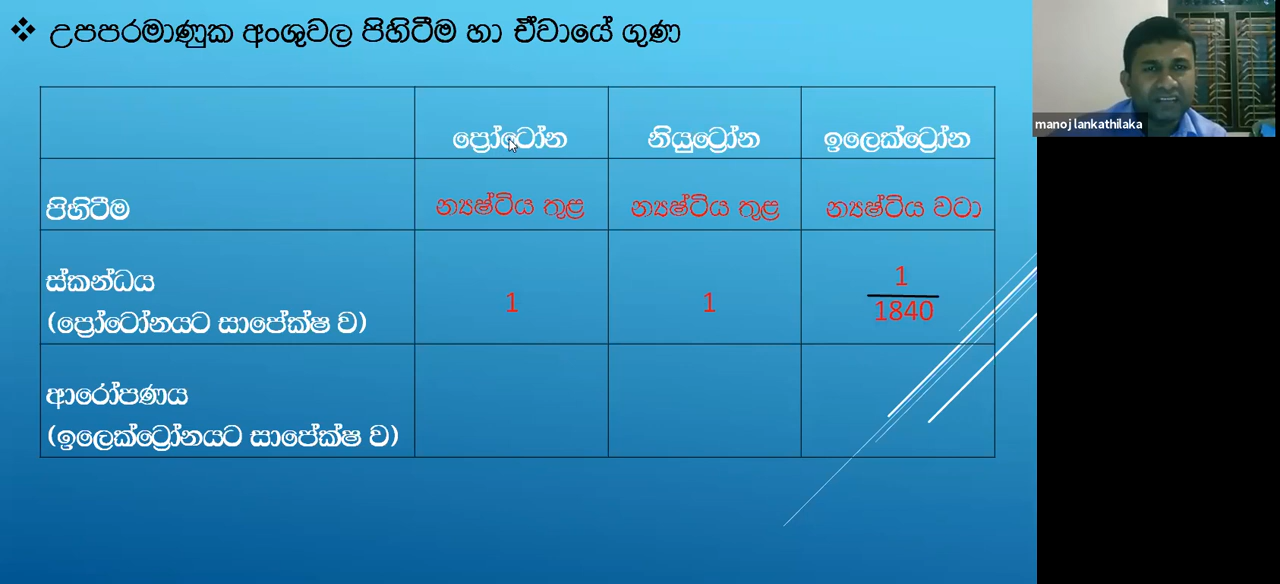 ❖ උපපරමාණුක අංශුවල පිහිටීම හා ඒවායේ ගුණ
manoj lankathilaka
ප්‍රෝටෝන නියුට්‍රෝන ඉලෙක්ට්‍රෝන
පිහිටීම න්‍යෂ්ටිය තුළ න්‍යෂ්ටිය තුළ න්‍යෂ්ටිය වටා
ස්කන්ධය
(ප්‍රෝටෝනයට සාපේක්ෂ ව) 1 1 1/1840
ආරෝපණය
(ඉලෙක්ට්‍රෝනයට සාපේක්ෂ ව)